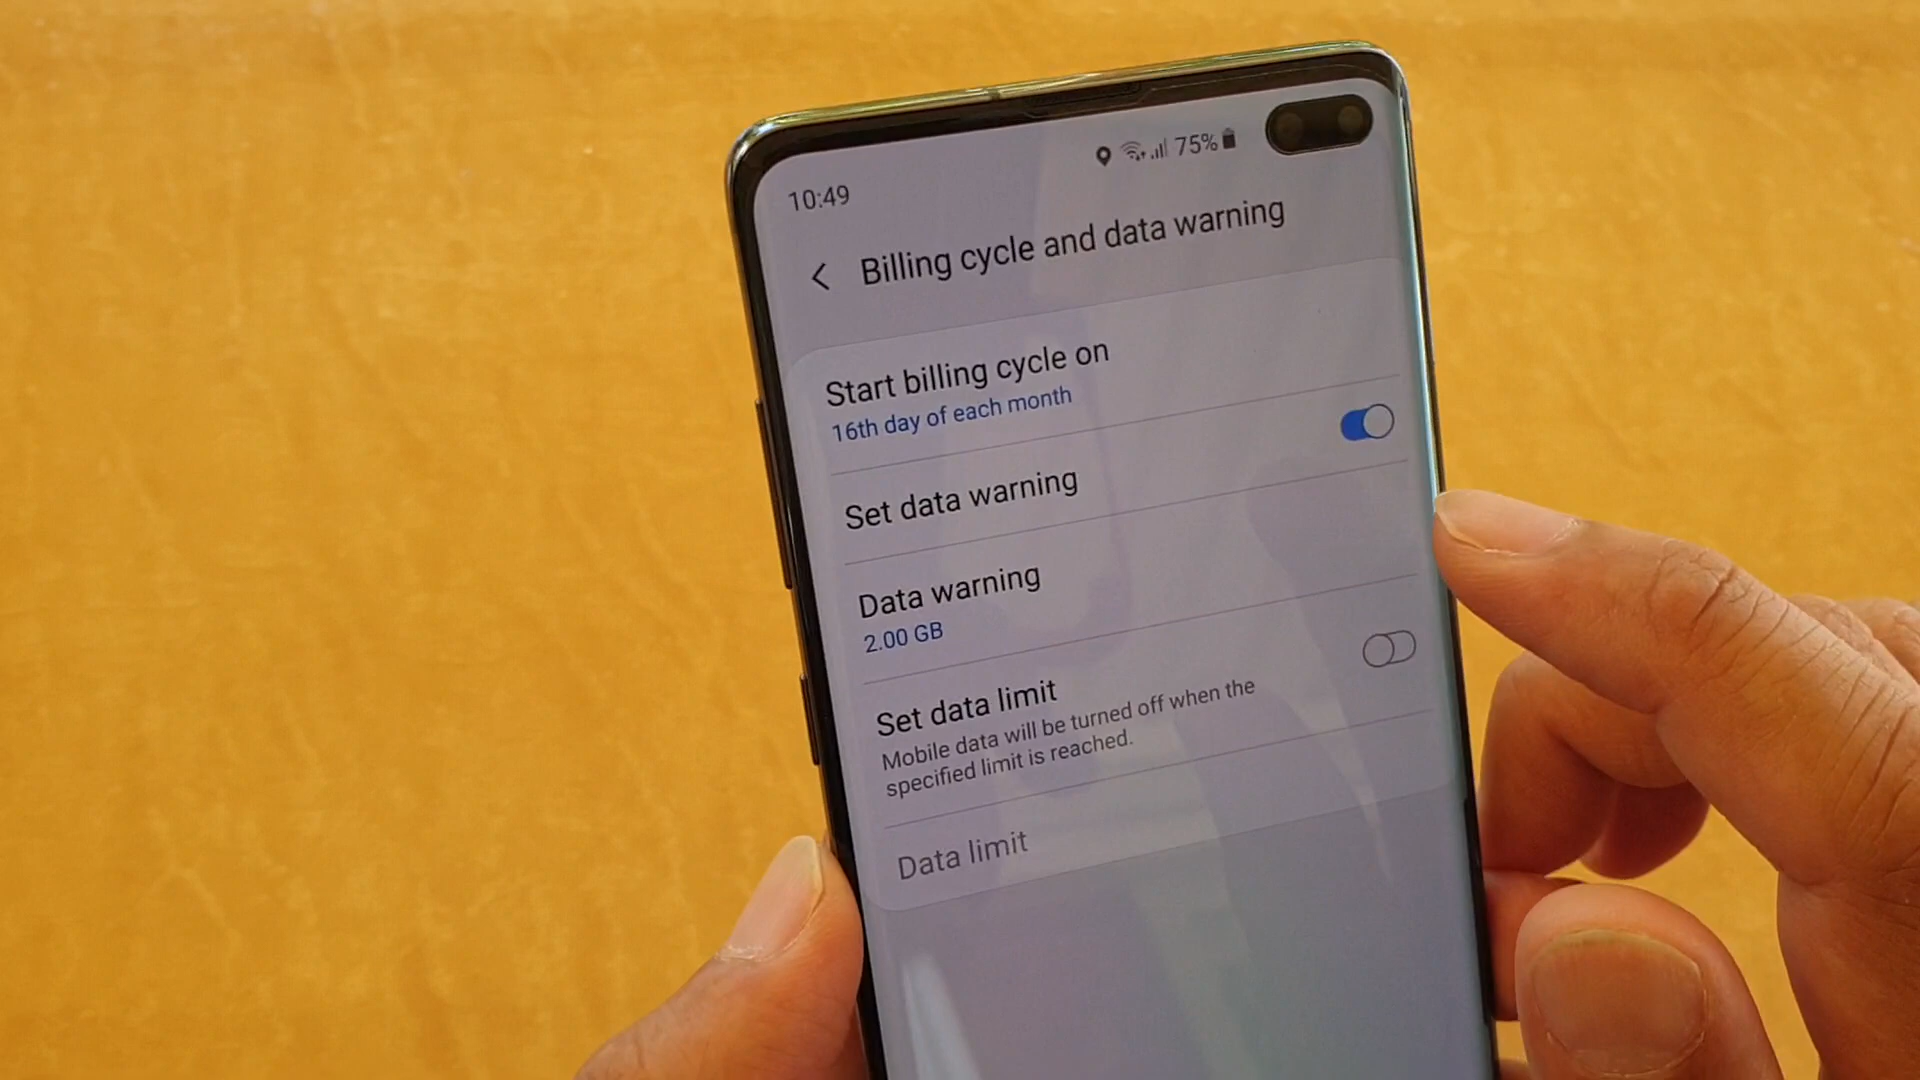 75%
10:49
Billing cycle and data warning
Start billing cycle on
16th day of each month
Set data warning
Data warning
2.00 GB
Set data limit
Mobile data will be turned off when the
specified limit is reached.
Data limit